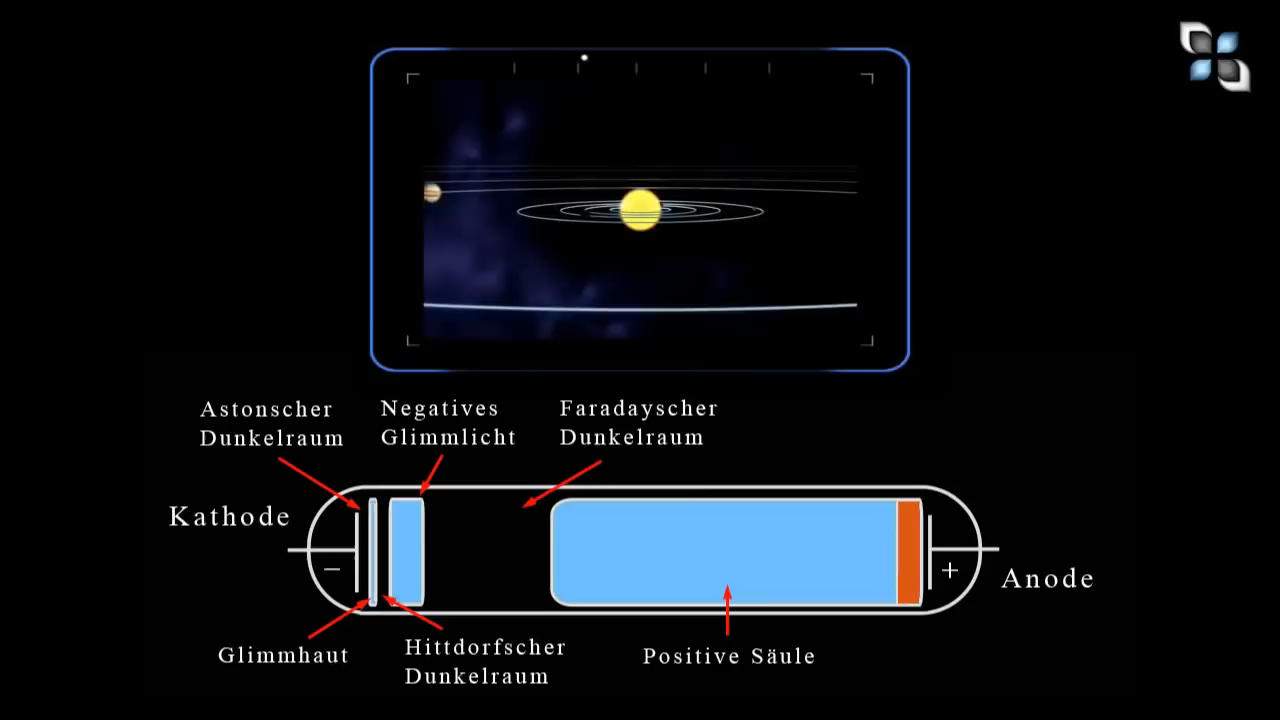 Astonscher
Dunkelraum
Negatives
Glimmlicht
Faradayscher
Dunkelraum
Kathode
−
+
Anode
Glimmhaut
Hittdorfscher
Dunkelraum
Positive Säule